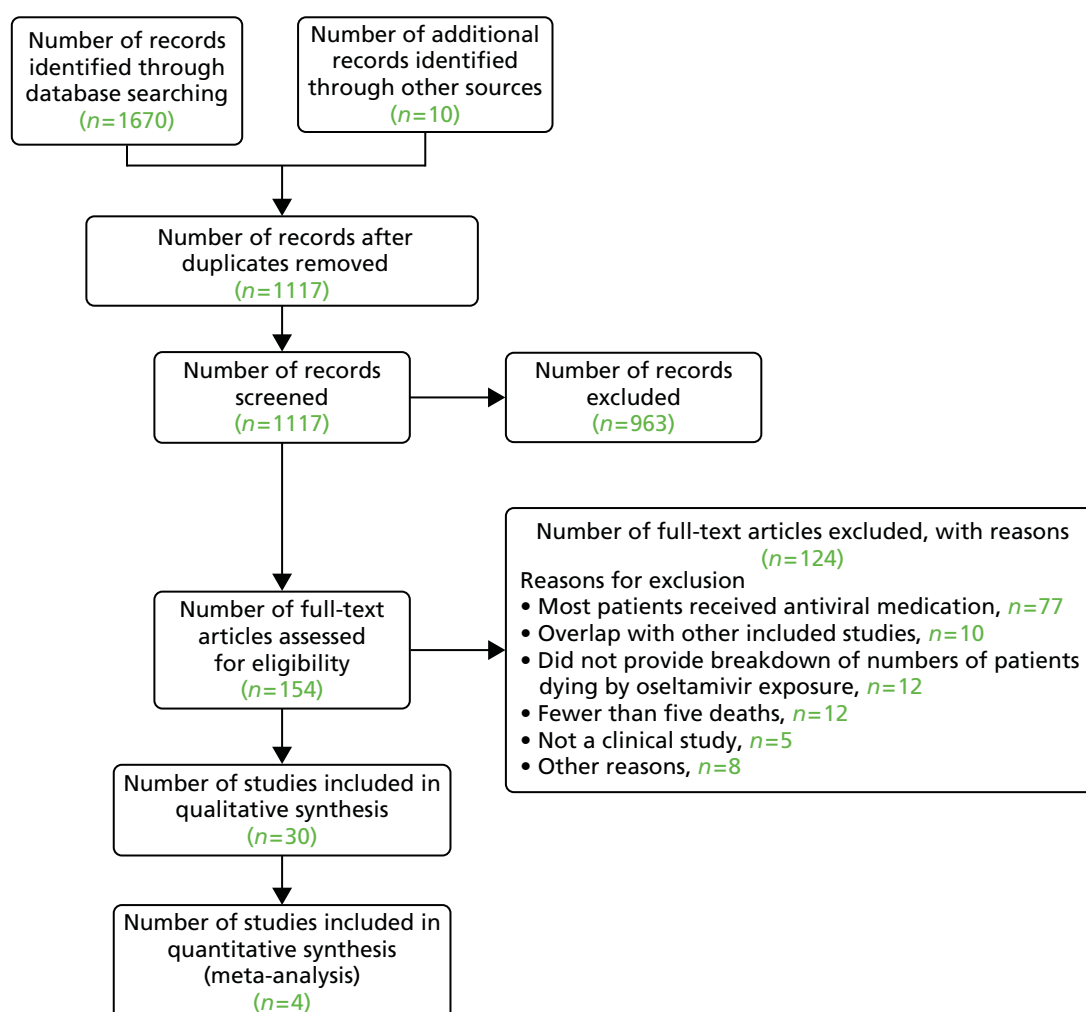 Number of records
identified through
database searching
(n=1670)
Number of additional
records identified
through other sources
(n=10)
Number of records after
duplicates removed
(n=1117)
Number of records
screened
(n=1117)
Number of records
excluded
(n=963)
Number of full-text
articles assessed
for eligibility
(n=154)
Number of full-text articles excluded, with reasons
(n=124)
Reasons for exclusion
• Most patients received antiviral medication, n=77
• Overlap with other included studies, n=10
• Did not provide breakdown of numbers of patients
dying by oseltamivir exposure, n=12
• Fewer than five deaths, n=12
• Not a clinical study, n=5
• Other reasons, n=8
Number of studies included in
qualitative synthesis
(n=30)
Number of studies included in
quantitative synthesis
(meta-analysis)
(n=4)